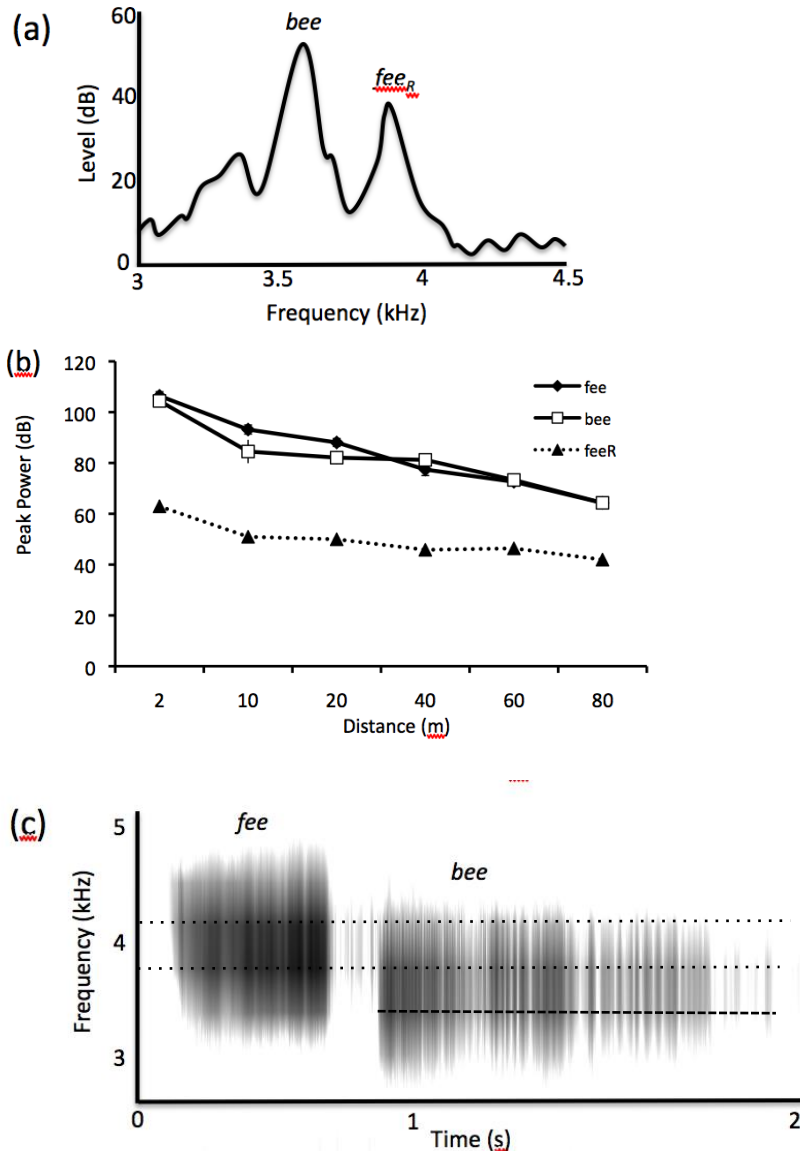 (a)
60
40
20
0
Level (dB)
bee
feeR
3
3.5
4
4.5
Frequency (kHz)
(b)
120
100
80
60
40
20
0
Peak Power (dB)
fee
bee
feeR
2
10
20
40
60
80
Distance (m)
(c)
5
4
3
Frequency (kHz)
fee
bee
0
1
2
Time (s)